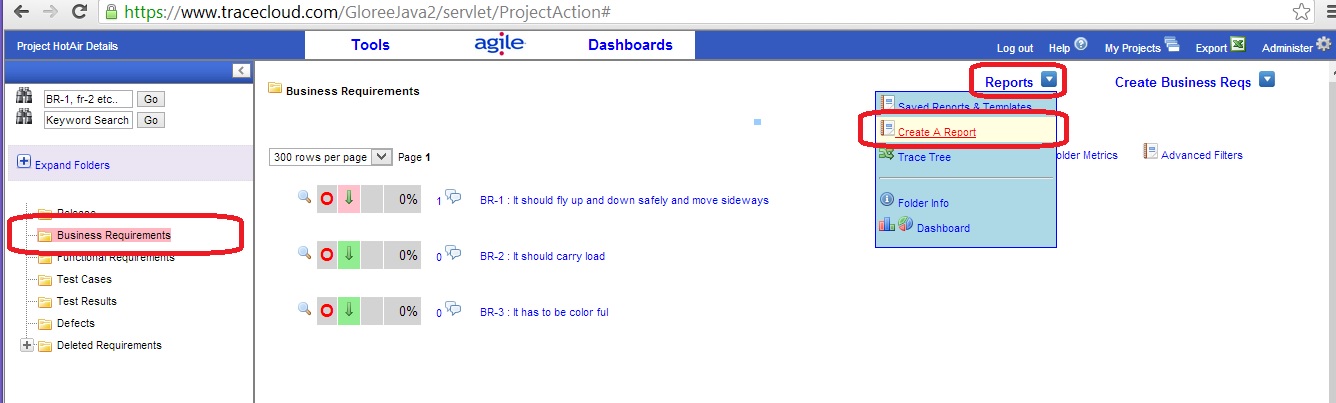 https://www.tracecloud.com/GloreeJava2/servlet/ProjectAction#
Project HotAir Details
Tools
agile
Dashboards
Log out
Help
My Projects
Export
Administer
BR-1, fr-2 etc..
Go
Keyword Search
Go
Expand Folders
Release
Business Requirements
Functional Requirements
Test Cases
Test Results
Defects
Deleted Requirements
Business Requirements
Reports
Create Business Reqs
Saved Reports & Templates
Create A Report
Trace Tree
Folder Info
Dashboard
older Metrics
Advanced Filters
300 rows per page
Page 1
0%
1
BR-1 : It should fly up and down safely and move sideways
0%
0
BR-2 : It should carry load
0%
0
BR-3 : It has to be color ful